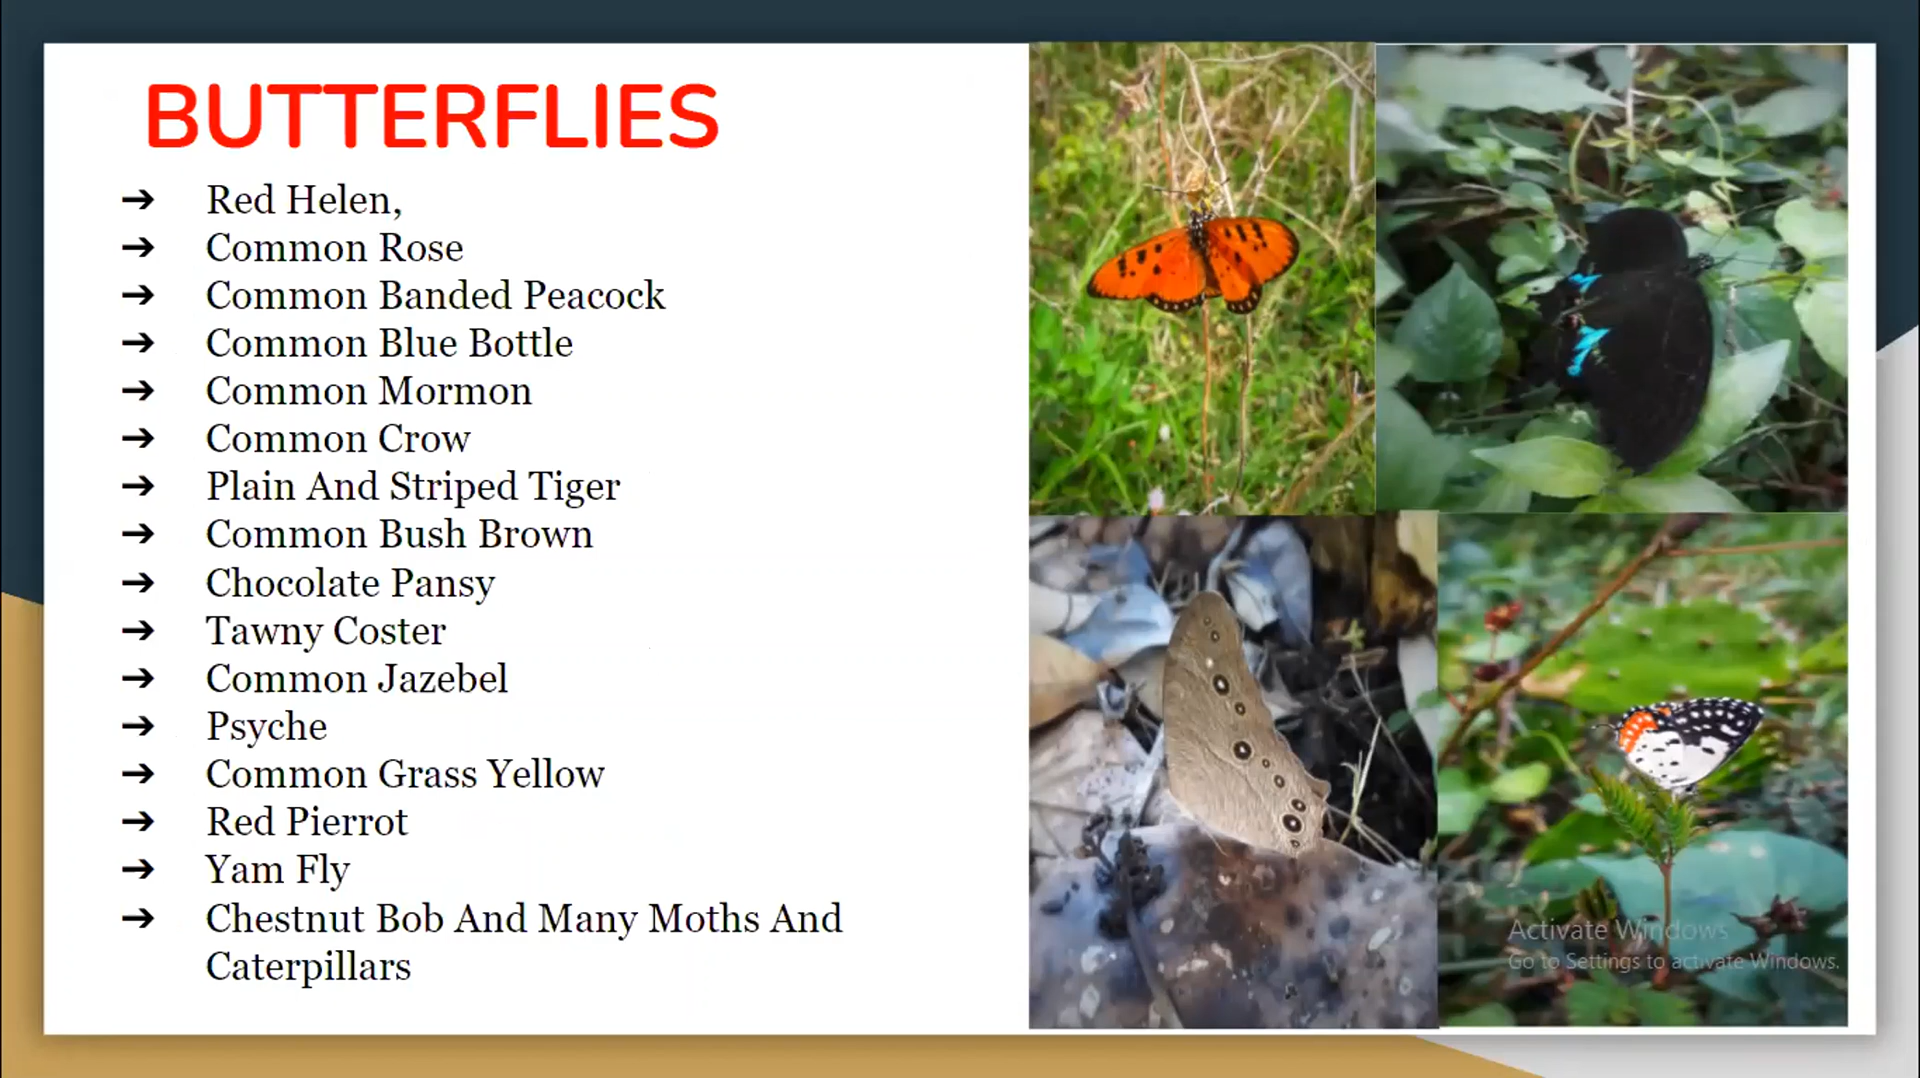 BUTTERFLIES
➔ Red Helen,
➔ Common Rose
➔ Common Banded Peacock
➔ Common Blue Bottle
➔ Common Mormon
➔ Common Crow
➔ Plain And Striped Tiger
➔ Common Bush Brown
➔ Chocolate Pansy
➔ Tawny Coster
➔ Common Jazebel
➔ Psyche
➔ Common Grass Yellow
➔ Red Pierrot
➔ Yam Fly
➔ Chestnut Bob And Many Moths And
Caterpillars
Activate Windows
Go to Settings to activate Windows.